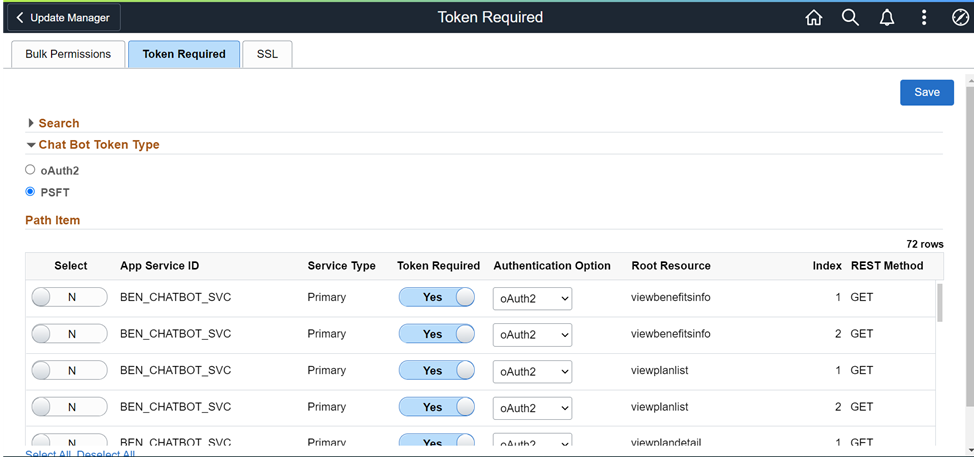 Update Manager
Token Required
Bulk Permissions Token Required SSL
Save
Search
Chat Bot Token Type
oAuth2
PSFT
Path Item
72 rows
Select App Service ID Service Type Token Required Authentication Option Root Resource Index REST Method
N BEN_CHATBOT_SVC Primary Yes oAuth2 viewbenefitsinfo 1 GET
N BEN_CHATBOT_SVC Primary Yes oAuth2 viewbenefitsinfo 2 GET
N BEN_CHATBOT_SVC Primary Yes oAuth2 viewplanlist 1 GET
N BEN_CHATBOT_SVC Primary Yes oAuth2 viewplanlist 2 GET
N BEN_CHATBOT_SVC Primary Yes oAuth2 viewplandetail 1 GET
Select All Deselect All